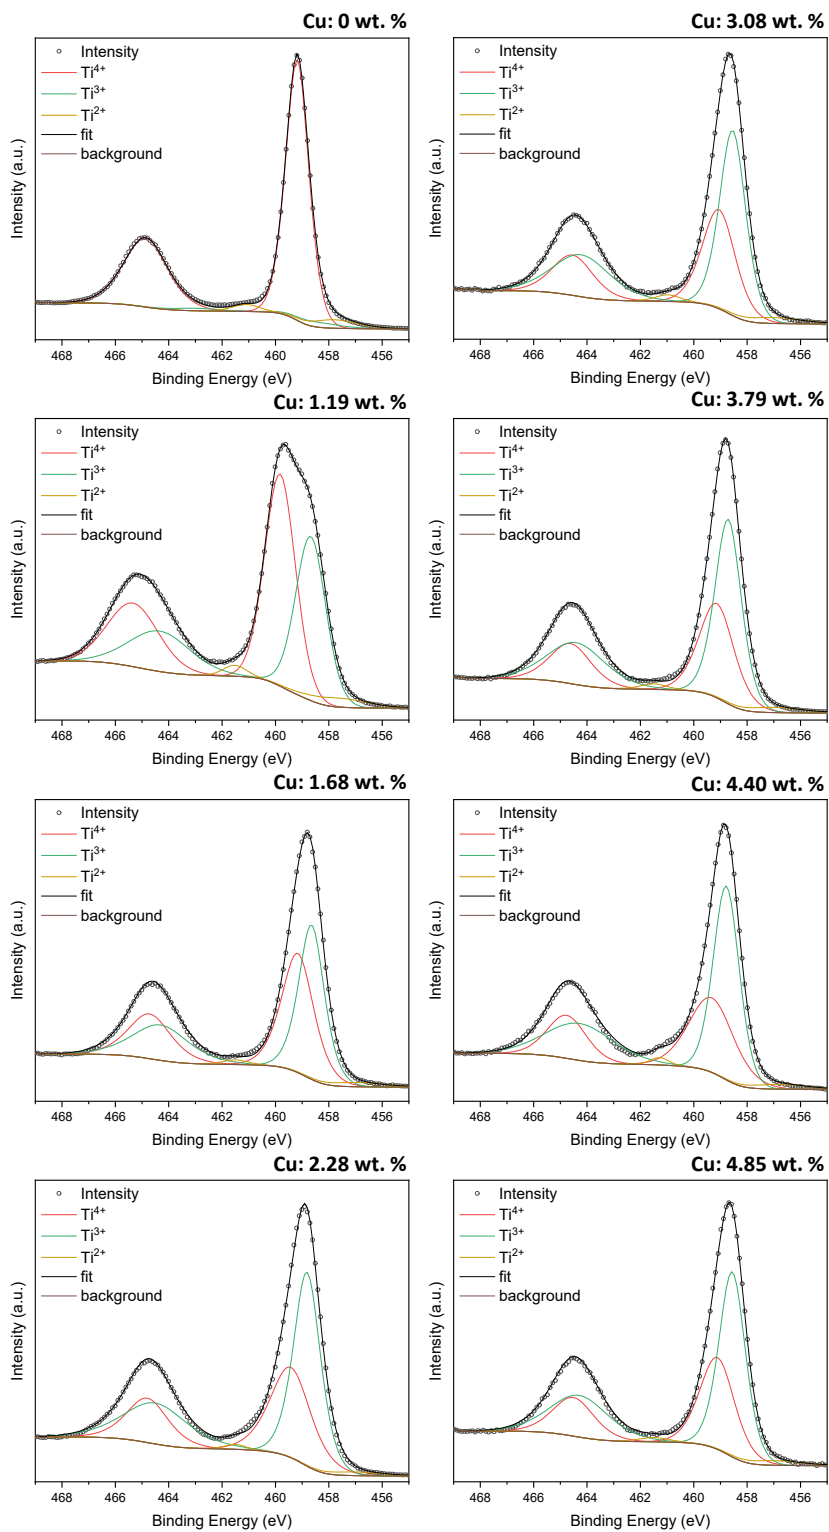 Cu: 0 wt. %
Intensity (a.u.)
Intensity
Ti4+
Ti3+
Ti2+
fit
background
468 466 464 462 460 458 456
Binding Energy (eV)
Cu: 3.08 wt. %
Intensity (a.u.)
Intensity
Ti4+
Ti3+
Ti2+
fit
background
468 466 464 462 460 458 456
Binding Energy (eV)
Cu: 1.19 wt. %
Intensity (a.u.)
Intensity
Ti4+
Ti3+
Ti2+
fit
background
468 466 464 462 460 458 456
Binding Energy (eV)
Cu: 3.79 wt. %
Intensity (a.u.)
Intensity
Ti4+
Ti3+
Ti2+
fit
background
468 466 464 462 460 458 456
Binding Energy (eV)
Cu: 1.68 wt. %
Intensity (a.u.)
Intensity
Ti4+
Ti3+
Ti2+
fit
background
468 466 464 462 460 458 456
Binding Energy (eV)
Cu: 4.40 wt. %
Intensity (a.u.)
Intensity
Ti4+
Ti3+
Ti2+
fit
background
468 466 464 462 460 458 456
Binding Energy (eV)
Cu: 2.28 wt. %
Intensity (a.u.)
Intensity
Ti4+
Ti3+
Ti2+
fit
background
468 466 464 462 460 458 456
Binding Energy (eV)
Cu: 4.85 wt. %
Intensity (a.u.)
Intensity
Ti4+
Ti3+
Ti2+
fit
background
468 466 464 462 460 458 456
Binding Energy (eV)